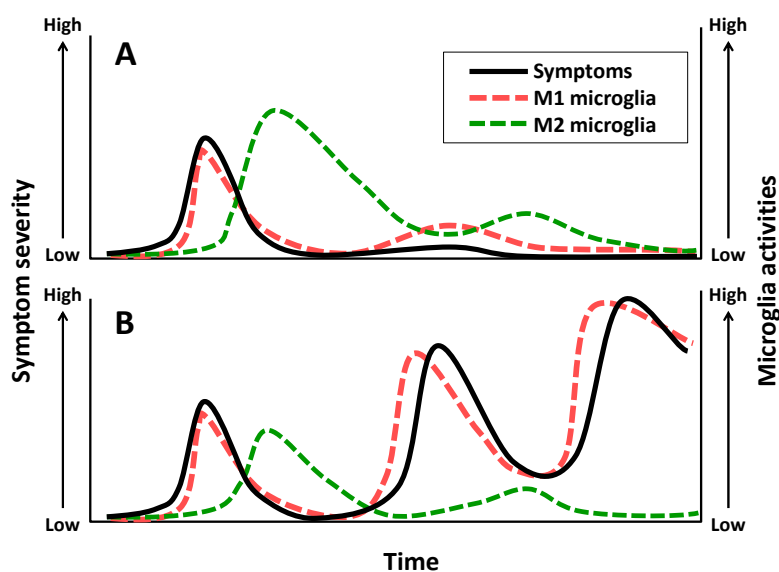 High
High
A
Symptoms
M1 microglia
M2 microglia
Low
Low
Symptom severity
Microglia activities
High
High
B
Low
Low
Time